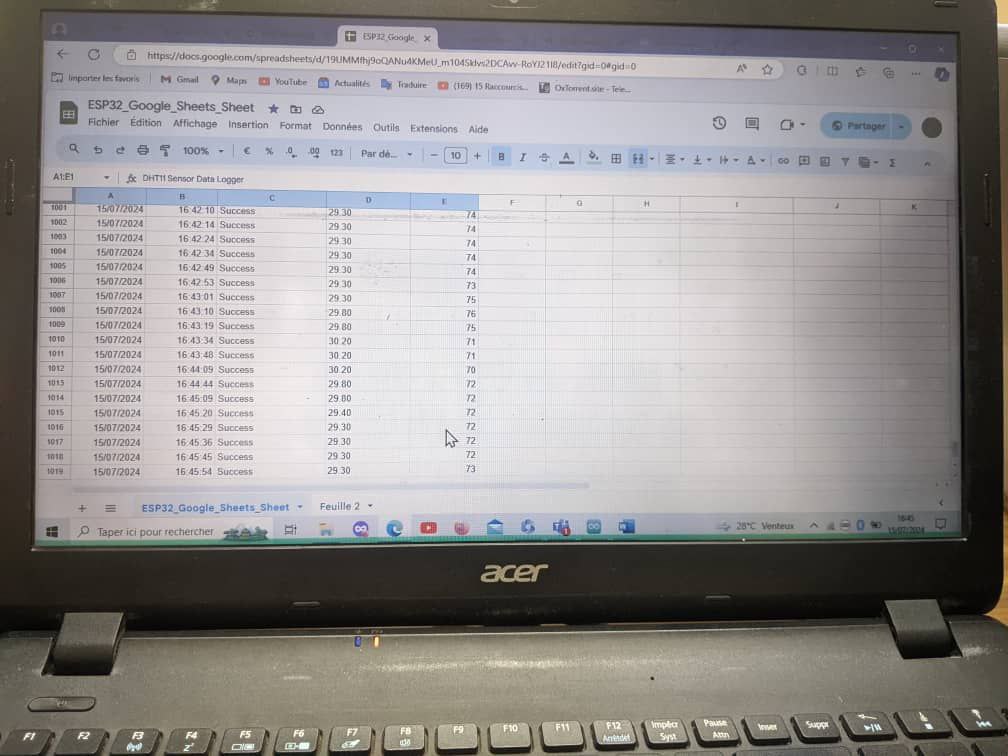 ESP32_Google_
https://docs.google.com/spreadsheets/d/19UMMfhj9oQANu4KMeU_m104Sklvs2DCAvv-RoYJ21I8/edit?gid=0#gid=0
Importer les favoris Gmail Maps YouTube Actualités Traduire (169) 15 Raccourcis... OxTorrent.site - Tele...
ESP32_Google_Sheets_Sheet
Fichier Édition Affichage Insertion Format Données Outils Extensions Aide
Partager
100% € % .0 .00 123 Par dé... − 10 + B I S A A Σ
A1:E1 fx DHT11 Sensor Data Logger
A B C D E F G H I J K
1001 15/07/2024 16:42:10 Success 29.30 74
1002 15/07/2024 16:42:14 Success 29.30 74
1003 15/07/2024 16:42:24 Success 29.30 74
1004 15/07/2024 16:42:34 Success 29.30 74
1005 15/07/2024 16:42:49 Success 29.30 74
1006 15/07/2024 16:42:53 Success 29.30 73
1007 15/07/2024 16:43:01 Success 29.30 75
1008 15/07/2024 16:43:10 Success 29.80 76
1009 15/07/2024 16:43:19 Success 29.80 75
1010 15/07/2024 16:43:34 Success 30.20 71
1011 15/07/2024 16:43:48 Success 30.20 71
1012 15/07/2024 16:44:09 Success 30.20 70
1013 15/07/2024 16:44:44 Success 29.80 72
1014 15/07/2024 16:45:09 Success 29.80 72
1015 15/07/2024 16:45:20 Success 29.40 72
1016 15/07/2024 16:45:29 Success 29.30 72
1017 15/07/2024 16:45:36 Success 29.30 72
1018 15/07/2024 16:45:45 Success 29.30 72
1019 15/07/2024 16:45:54 Success 29.30 73
+ ESP32_Google_Sheets_Sheet Feuille 2
Taper ici pour rechercher 28°C Venteux 16:45
15/07/2024
acer
F1 F2 F3 F4 F5 F6 F7 F8 F9 F10 F11 F12 Impéc Pause Inser Suppr
Arrêtdéf Syst Attn